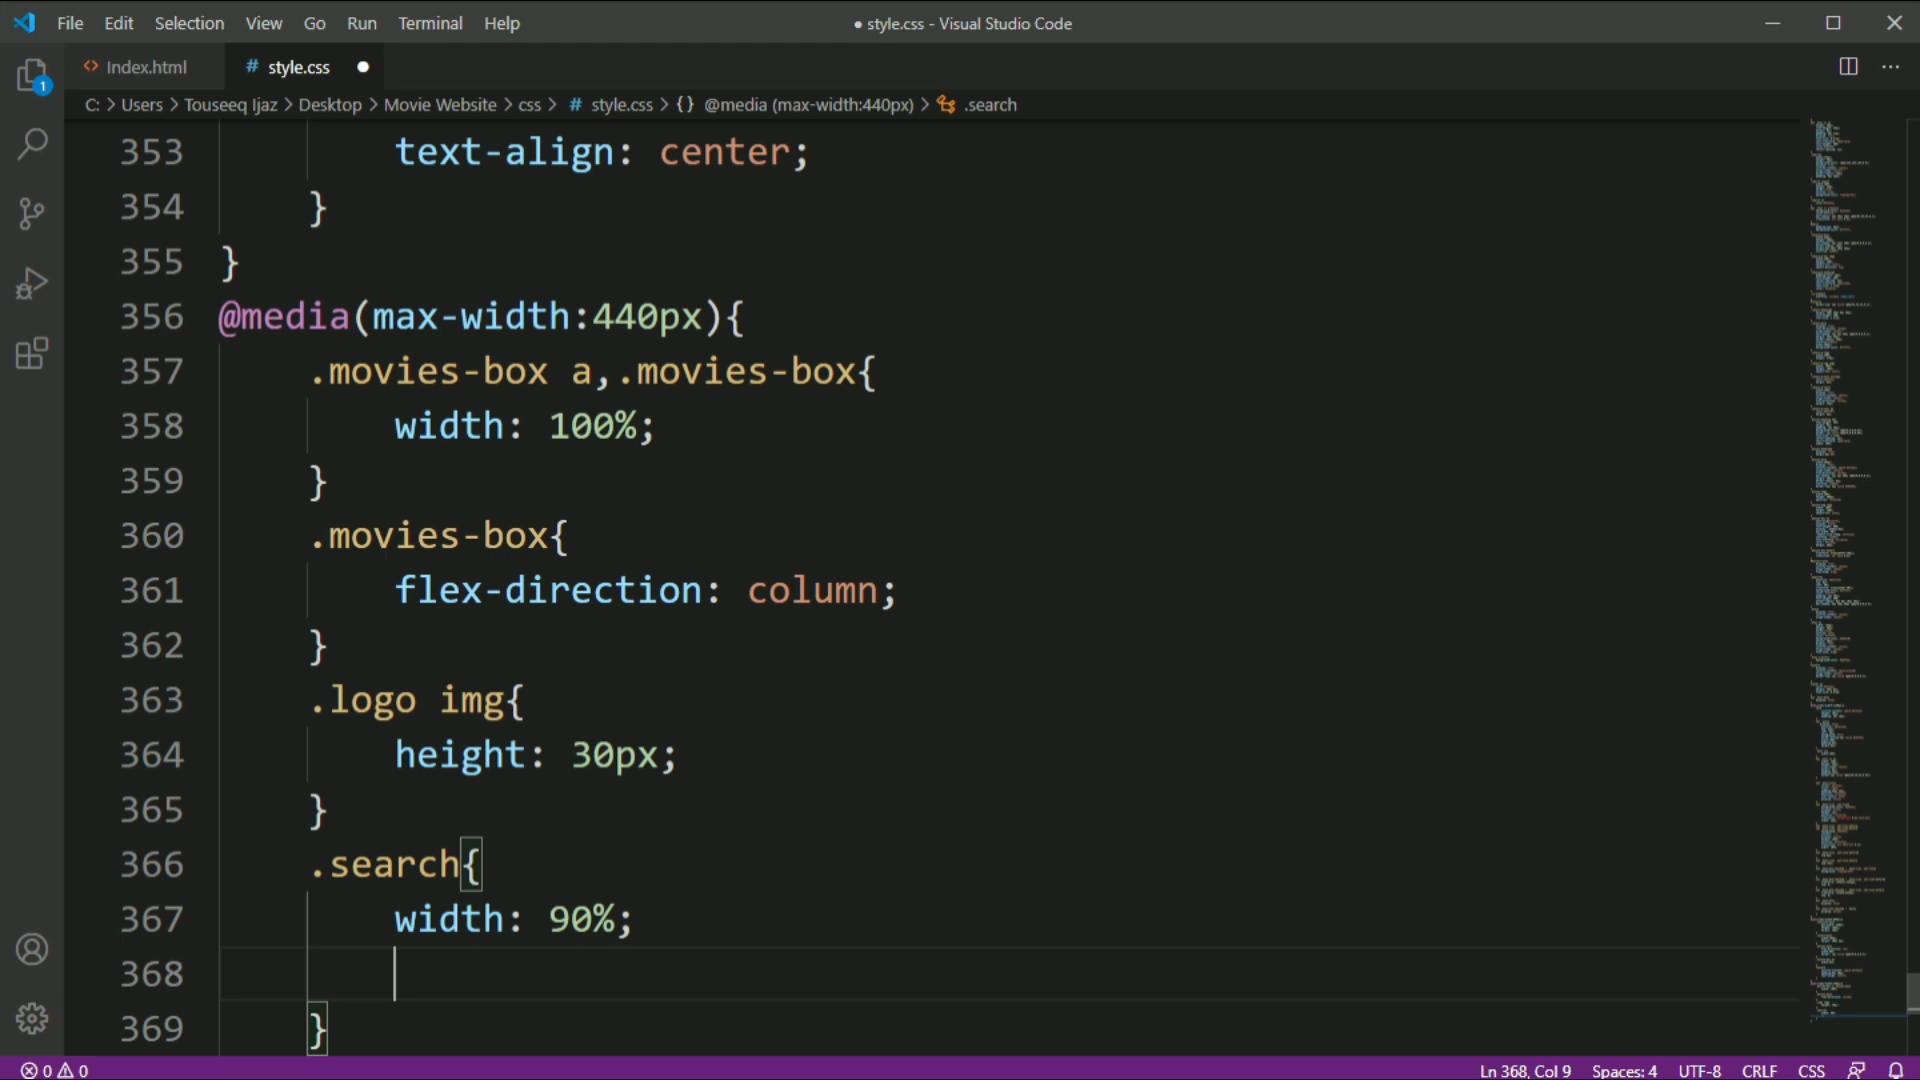 File Edit Selection View Go Run Terminal Help
● style.css - Visual Studio Code
Index.html
# style.css ●
C: > Users > Touseeq Ijaz > Desktop > Movie Website > css > # style.css > {} @media (max-width:440px) > .search
1
353 text-align: center;
354 }
355 }
356 @media(max-width:440px){
357 .movies-box a,.movies-box{
358 width: 100%;
359 }
360 .movies-box{
361 flex-direction: column;
362 }
363 .logo img{
364 height: 30px;
365 }
366 .search{
367 width: 90%;
368
369 }
0 0
Ln 368, Col 9 Spaces: 4 UTF-8 CRLF CSS